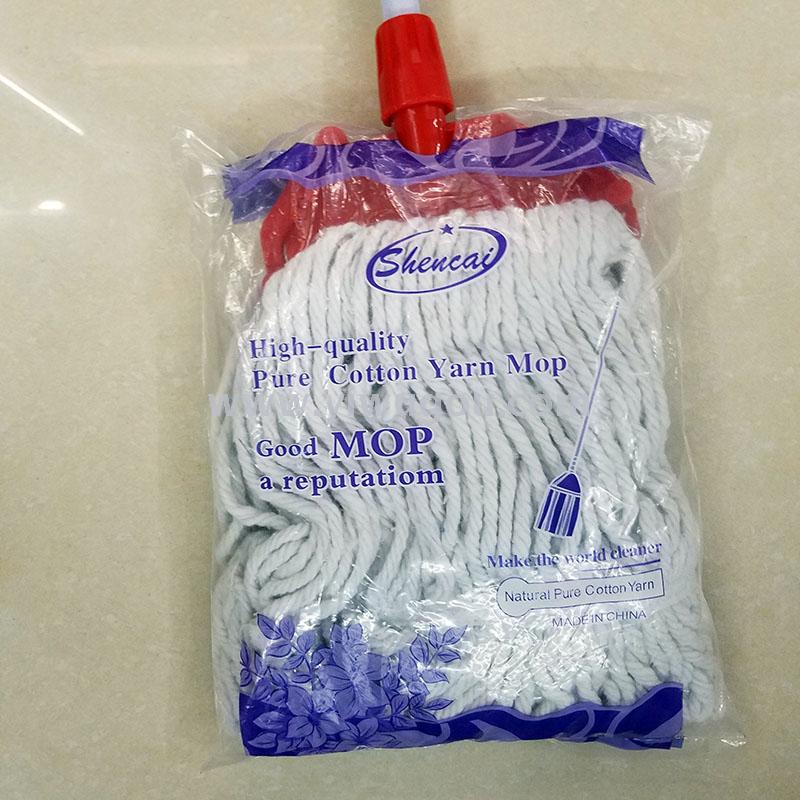 Shencai
High-quality
Pure Cotton Yarn Mop
Good MOP
a reputatiom
Make the world cleaner
Natural Pure Cotton Yarn
MADE IN CHINA